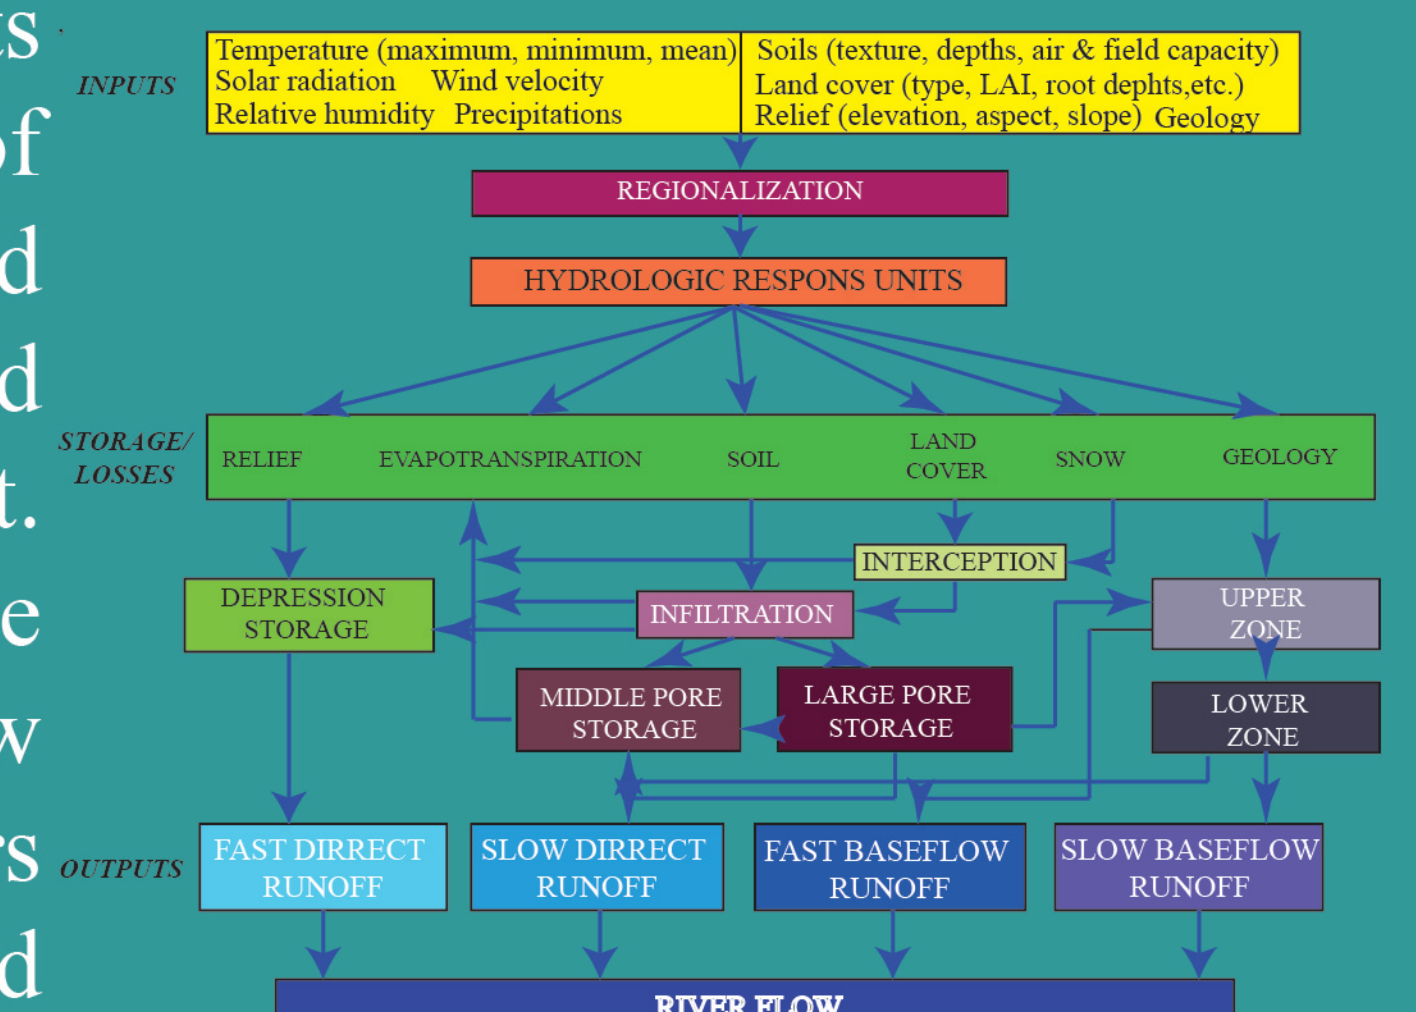 ts
of
d
d
t.
e
w
rs
d
INPUTS
Temperature (maximum, minimum, mean)
Solar radiation Wind velocity
Relative humidity Precipitations
Soils (texture, depths, air & field capacity)
Land cover (type, LAI, root dephts,etc.)
Relief (elevation, aspect, slope) Geology
REGIONALIZATION
HYDROLOGIC RESPONS UNITS
STORAGE/
LOSSES
RELIEF
EVAPOTRANSPIRATION
SOIL
LAND
COVER
SNOW
GEOLOGY
INTERCEPTION
DEPRESSION
STORAGE
INFILTRATION
UPPER
ZONE
MIDDLE PORE
STORAGE
LARGE PORE
STORAGE
LOWER
ZONE
OUTPUTS
FAST DIRRECT
RUNOFF
SLOW DIRRECT
RUNOFF
FAST BASEFLOW
RUNOFF
SLOW BASEFLOW
RUNOFF
RIVER FLOW